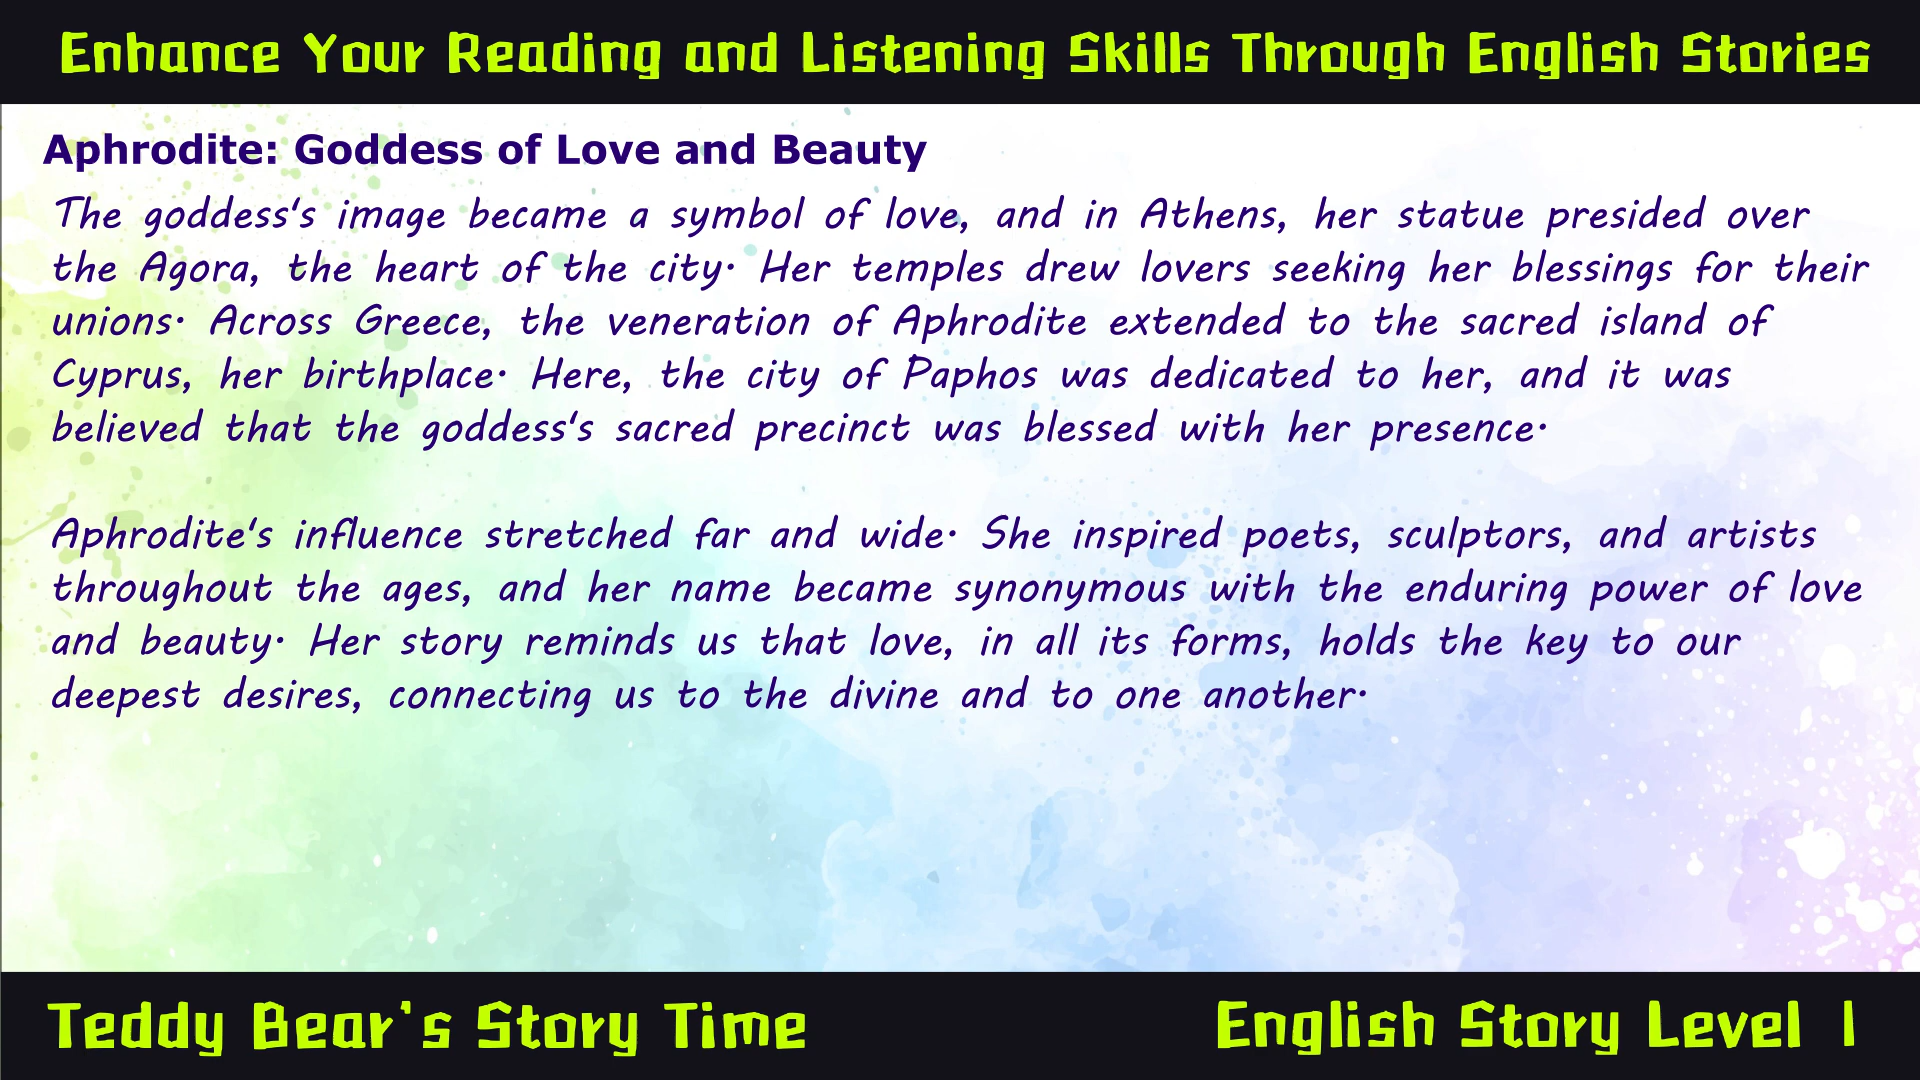 Enhance Your Reading and Listening Skills Through English Stories
Aphrodite: Goddess of Love and Beauty
The goddess's image became a symbol of love, and in Athens, her statue presided over
the Agora, the heart of the city. Her temples drew lovers seeking her blessings for their
unions. Across Greece, the veneration of Aphrodite extended to the sacred island of
Cyprus, her birthplace. Here, the city of Paphos was dedicated to her, and it was
believed that the goddess's sacred precinct was blessed with her presence.
Aphrodite's influence stretched far and wide. She inspired poets, sculptors, and artists
throughout the ages, and her name became synonymous with the enduring power of love
and beauty. Her story reminds us that love, in all its forms, holds the key to our
deepest desires, connecting us to the divine and to one another.
Teddy Bear's Story Time
English Story Level 1